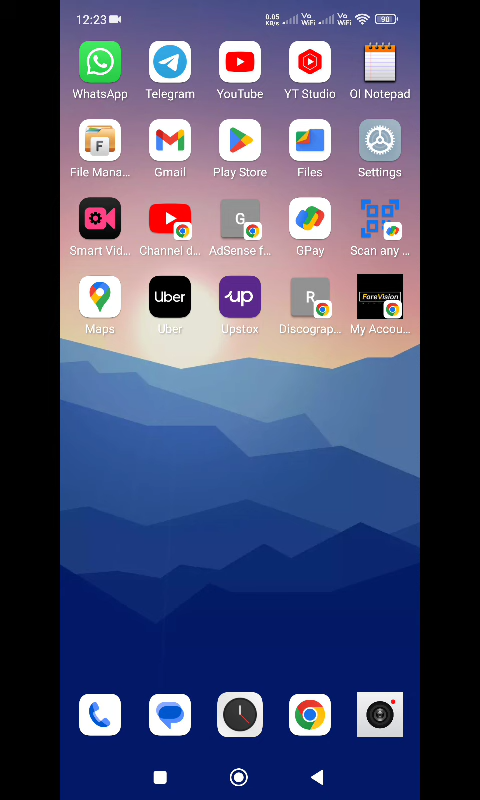 12:23
0.05 KB/s Vo WiFi Vo WiFi 90
WhatsApp Telegram YouTube YT Studio OI Notepad
F
File Mana... Gmail Play Store Files Settings
G
Smart Vid... Channel d... AdSense f... GPay Scan any ...
Uber up R ForeVision
Maps Uber Upstox Discograp... My Accou...